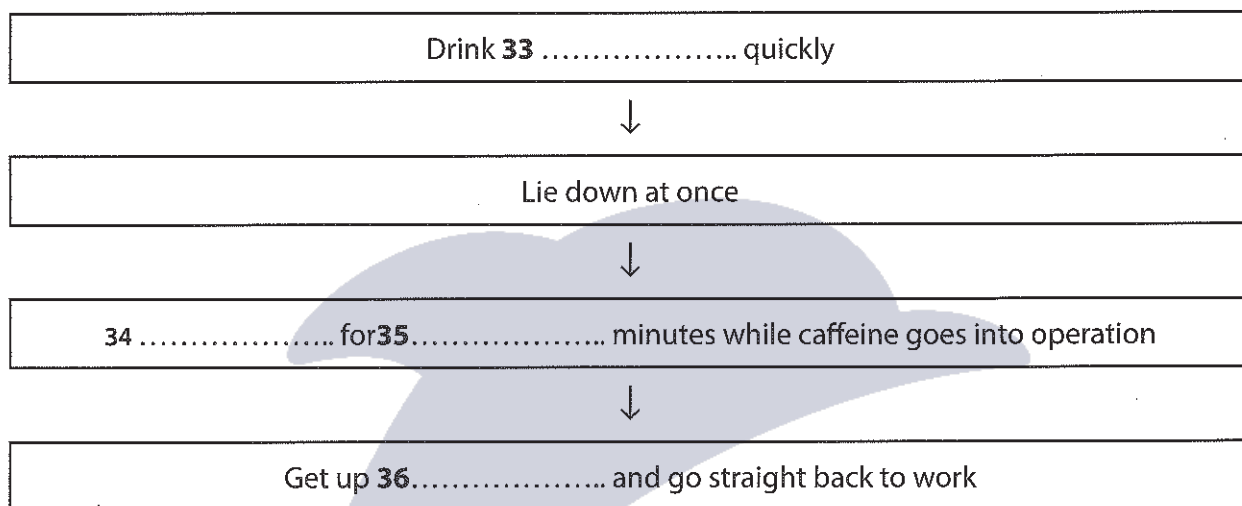 Drink 33 ..................... quickly
↓
Lie down at once
↓
34 ..................... for35..................... minutes while caffeine goes into operation
↓
Get up 36..................... and go straight back to work